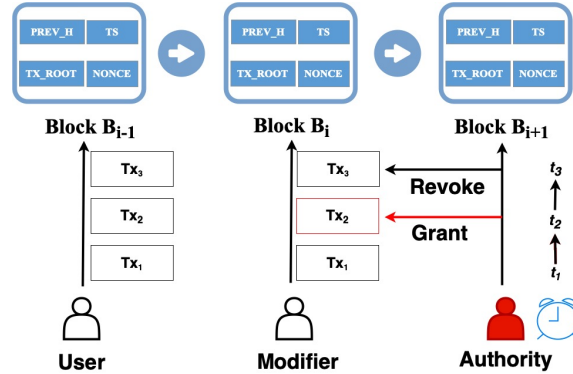 PREV_H TS PREV_H TS PREV_H TS
TX_ROOT NONCE TX_ROOT NONCE TX_ROOT NONCE
Block Bi-1 Block Bi Block Bi+1
Tx3 Tx3 Revoke t3
Tx2 Tx2 Grant t2
Tx1 Tx1 t1
User Modifier Authority